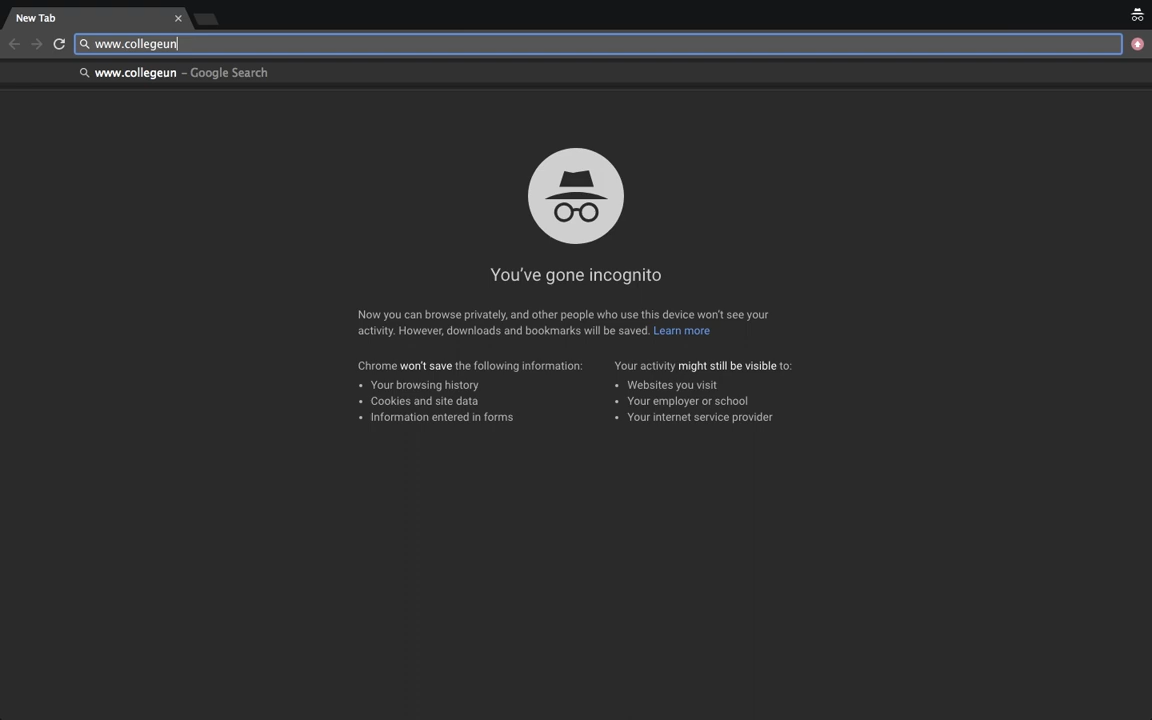 New Tab
www.collegeun
www.collegeun – Google Search
You've gone incognito
Now you can browse privately, and other people who use this device won't see your
activity. However, downloads and bookmarks will be saved. Learn more
Chrome won't save the following information:
• Your browsing history
• Cookies and site data
• Information entered in forms
Your activity might still be visible to:
• Websites you visit
• Your employer or school
• Your internet service provider